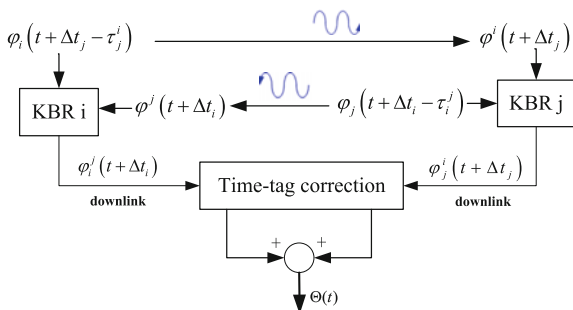 φ_i(t + Δt_j − τ_j^i) φ^i(t + Δt_j)
KBR i φ^j(t + Δt_i) φ_j(t + Δt_i − τ_i^j) KBR j
φ_i^j(t + Δt_i) φ_j^i(t + Δt_j)
Time-tag correction
downlink downlink
+ +
Θ(t)